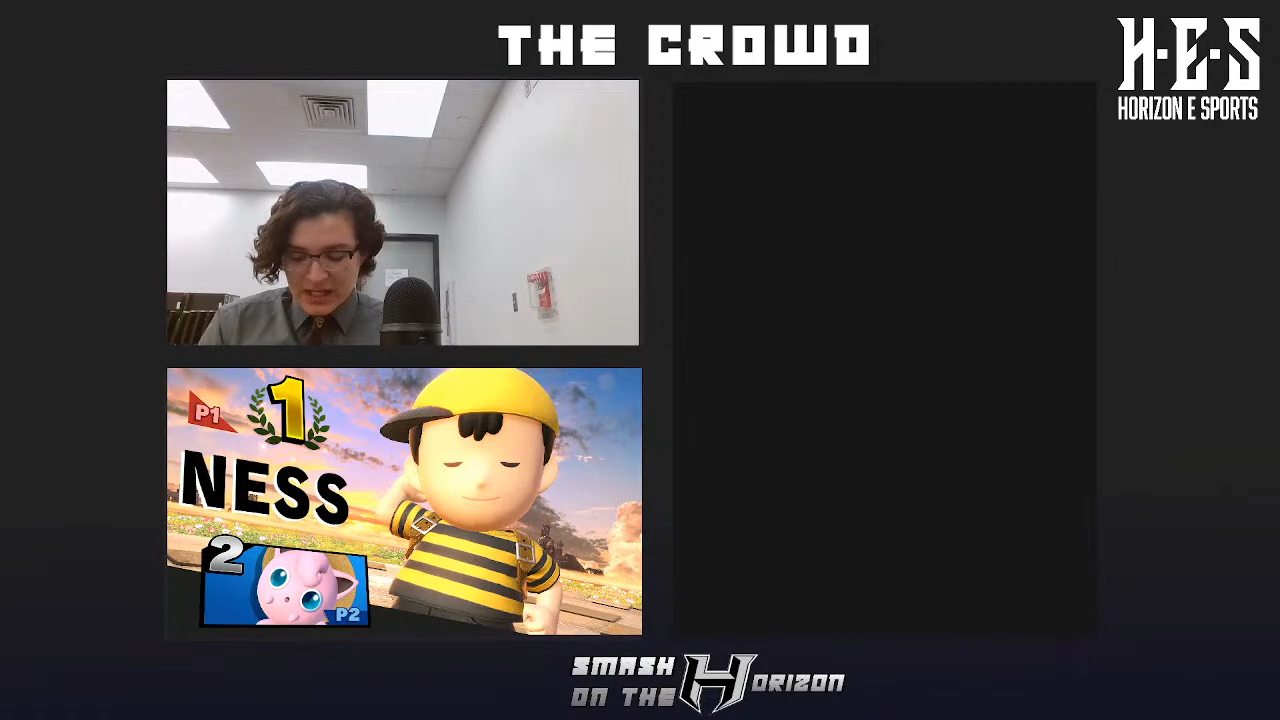 THE CROWD
H·E·S
HORIZON E SPORTS
P1
1
NESS
2
P2
SMASH
ON THE
HORIZON